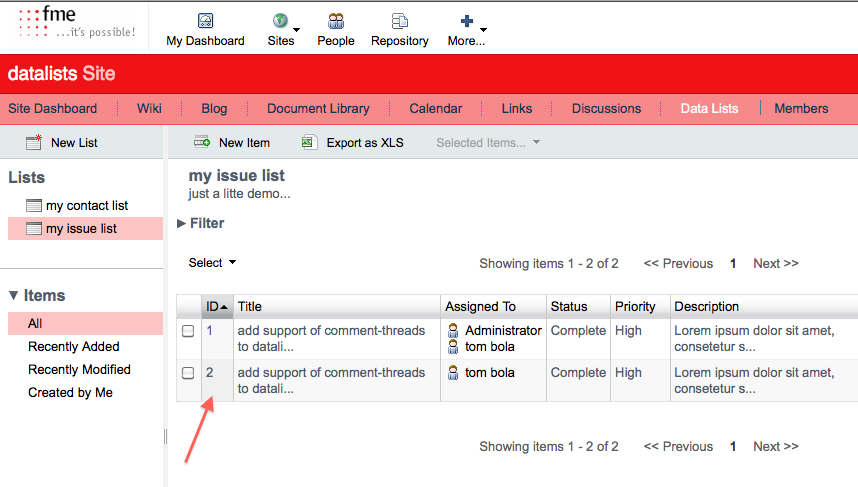 fme
...it's possible!
My Dashboard
Sites
People
Repository
More...
datalists Site
Site Dashboard
Wiki
Blog
Document Library
Calendar
Links
Discussions
Data Lists
Members
New List
New Item
Export as XLS
Selected Items...
Lists
my contact list
my issue list
Items
All
Recently Added
Recently Modified
Created by Me
my issue list
just a litte demo...
Filter
Select
Showing items 1 - 2 of 2
<< Previous 1 Next >>
ID Title Assigned To Status Priority Description
1 add support of comment-threads Administrator Complete High Lorem ipsum dolor sit amet,
to datali... tom bola consetetur s...
2 add support of comment-threads tom bola Complete High Lorem ipsum dolor sit amet,
to datali... consetetur s...
Showing items 1 - 2 of 2
<< Previous 1 Next >>